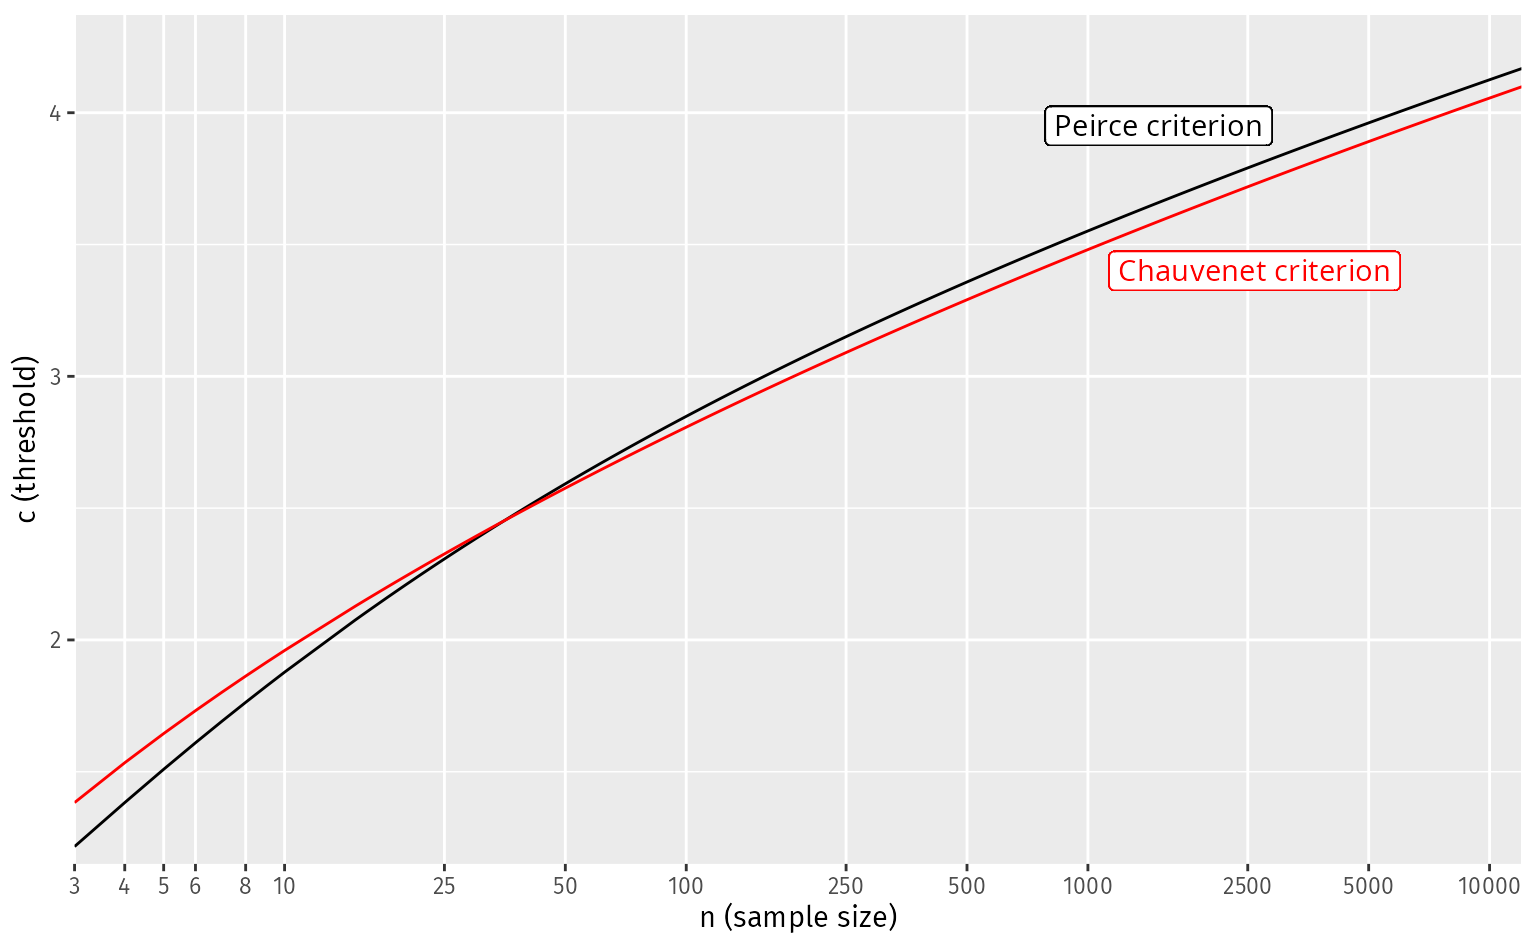 4
3
2
c (threshold)
Peirce criterion
Chauvenet criterion
3 4 5 6 8 10 25 50 100 250 500 1000 2500 5000 10000
n (sample size)